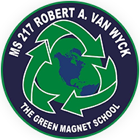 MS 217 ROBERT A. VAN WYCK
THE GREEN MAGNET SCHOOL